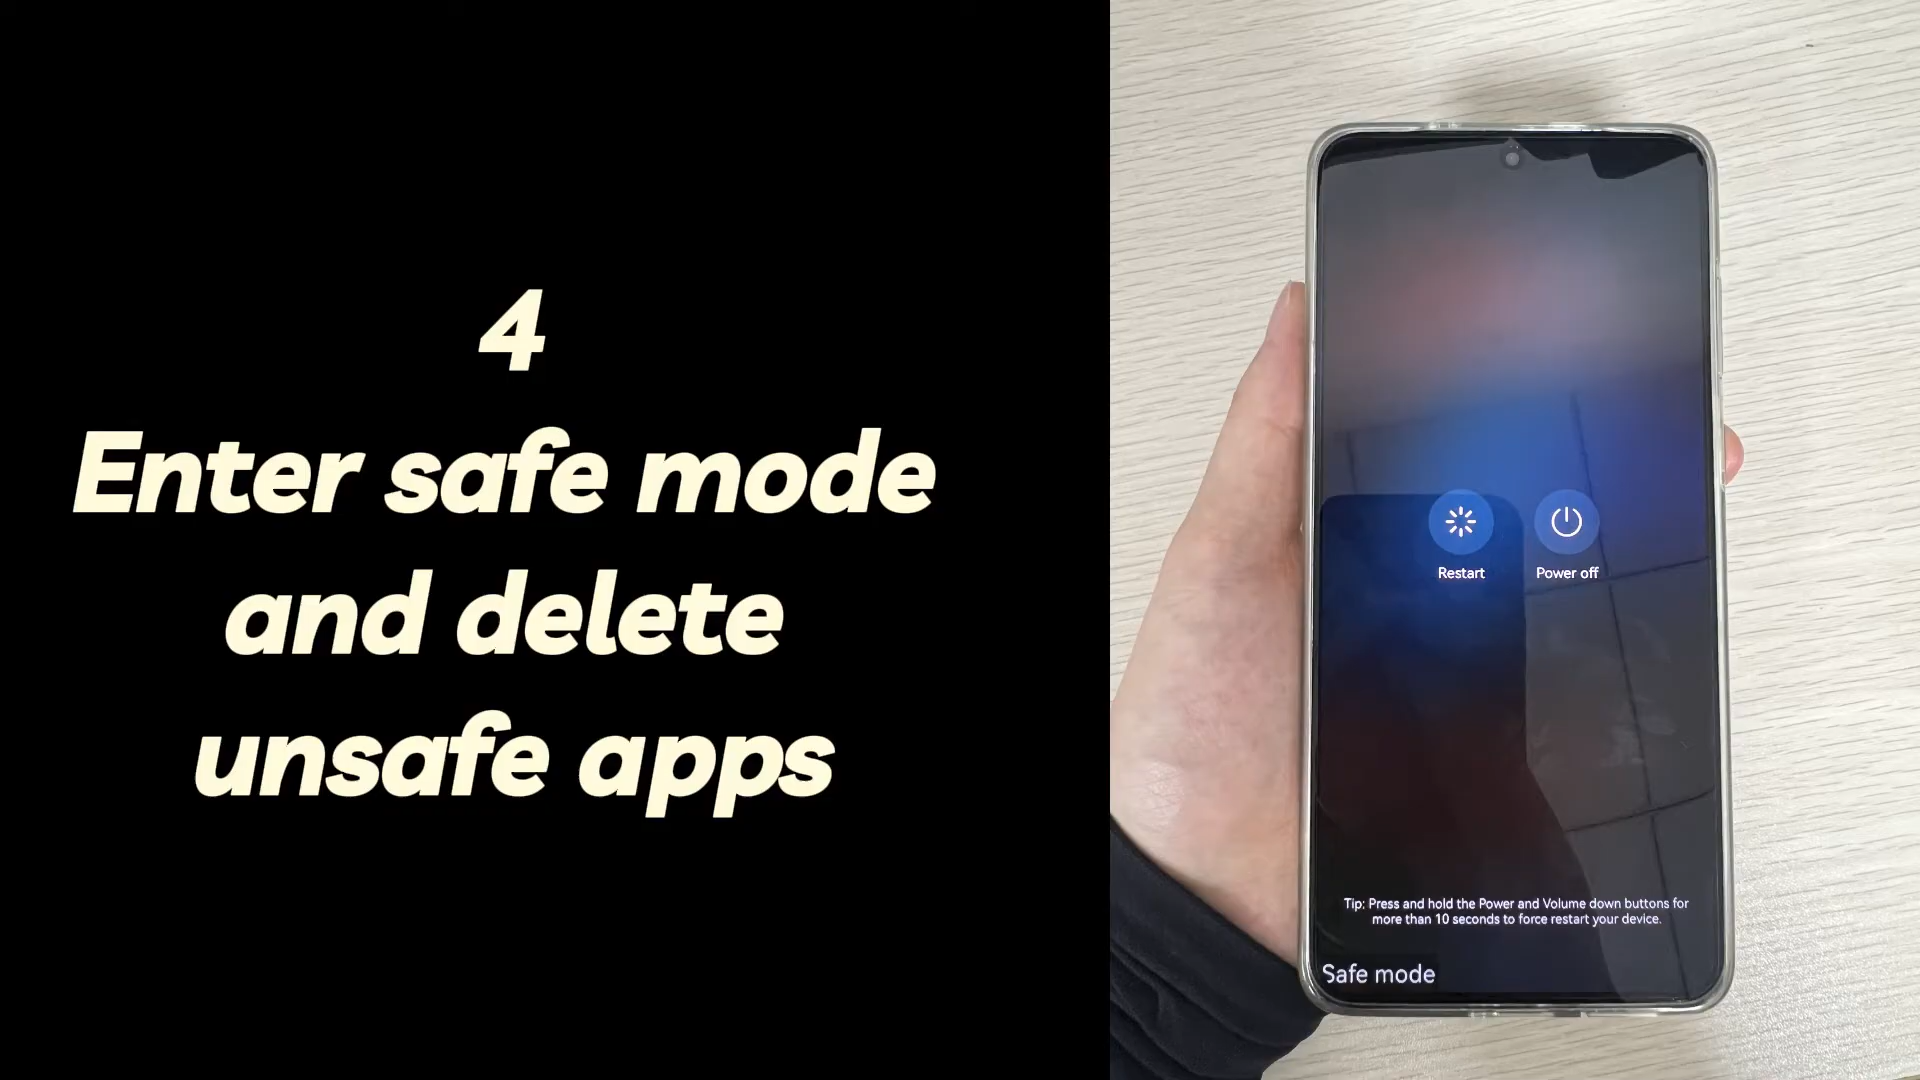 4
Enter safe mode
and delete
unsafe apps
Restart
Power off
Tip: Press and hold the Power and Volume down buttons for
more than 10 seconds to force restart your device.
Safe mode